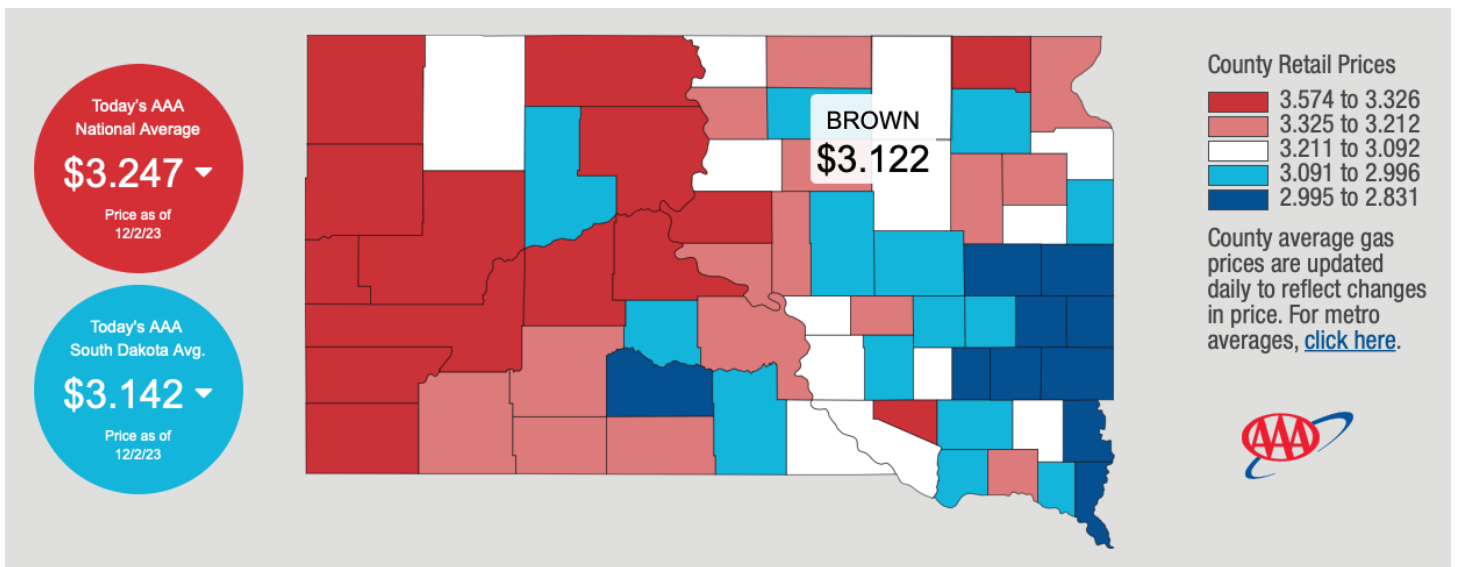 Today's AAA
National Average
$3.247
Price as of
12/2/23
Today's AAA
South Dakota Avg.
$3.142
Price as of
12/2/23
BROWN
$3.122
County Retail Prices
3.574 to 3.326
3.325 to 3.212
3.211 to 3.092
3.091 to 2.996
2.995 to 2.831
County average gas
prices are updated
daily to reflect changes
in price. For metro
averages, click here.
AAA